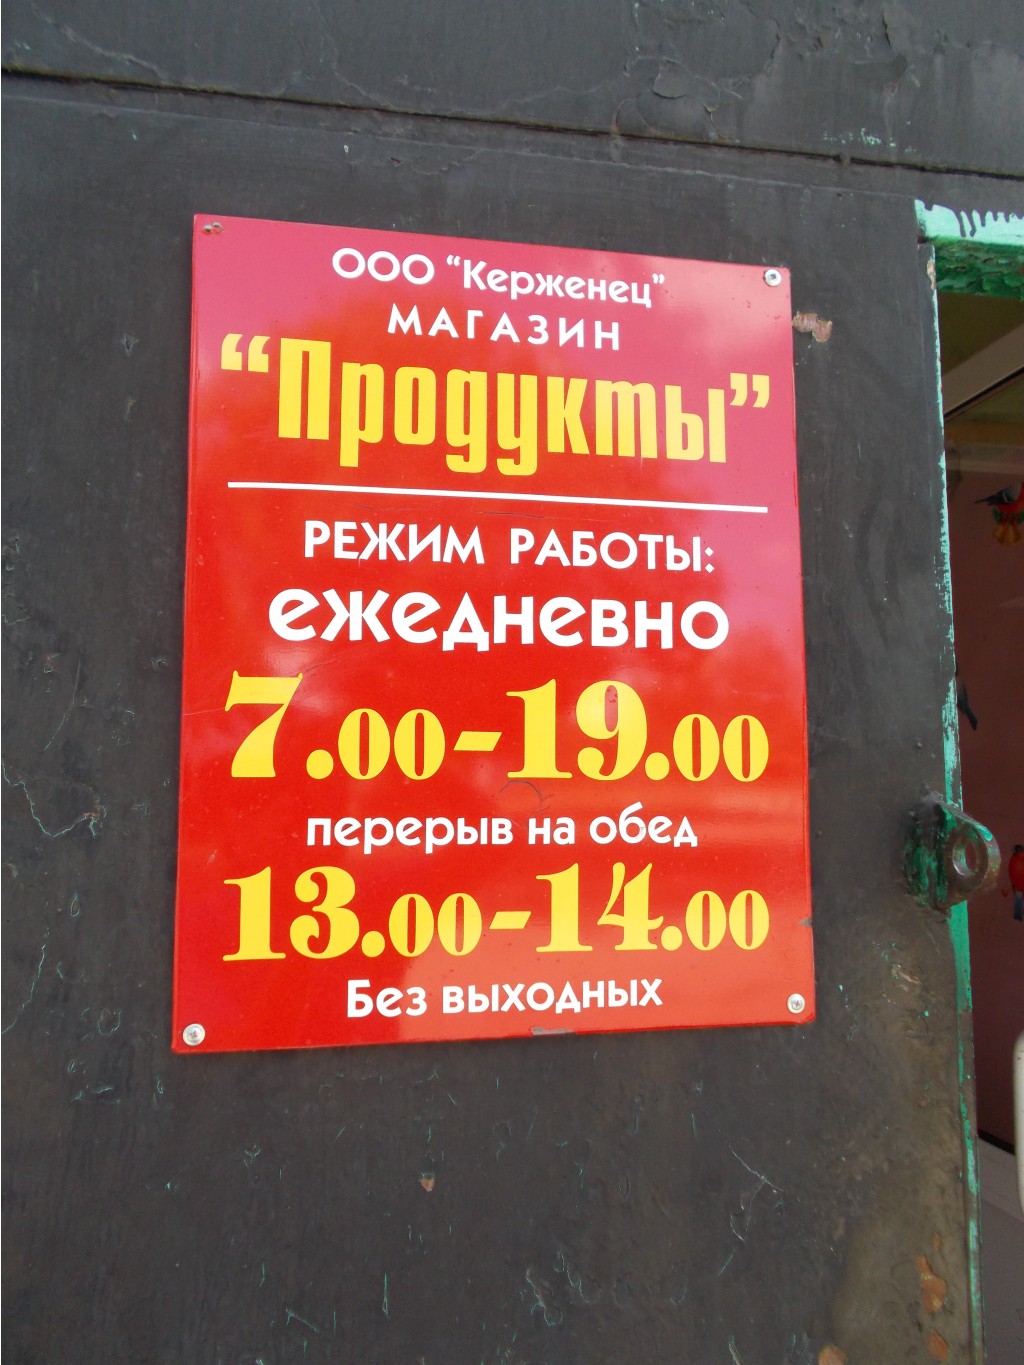 ООО “Керженец”
МАГАЗИН
“Продукты”
РЕЖИМ РАБОТЫ:
ежедневно
7.00-19.00
перерыв на обед
13.00-14.00
Без выходных